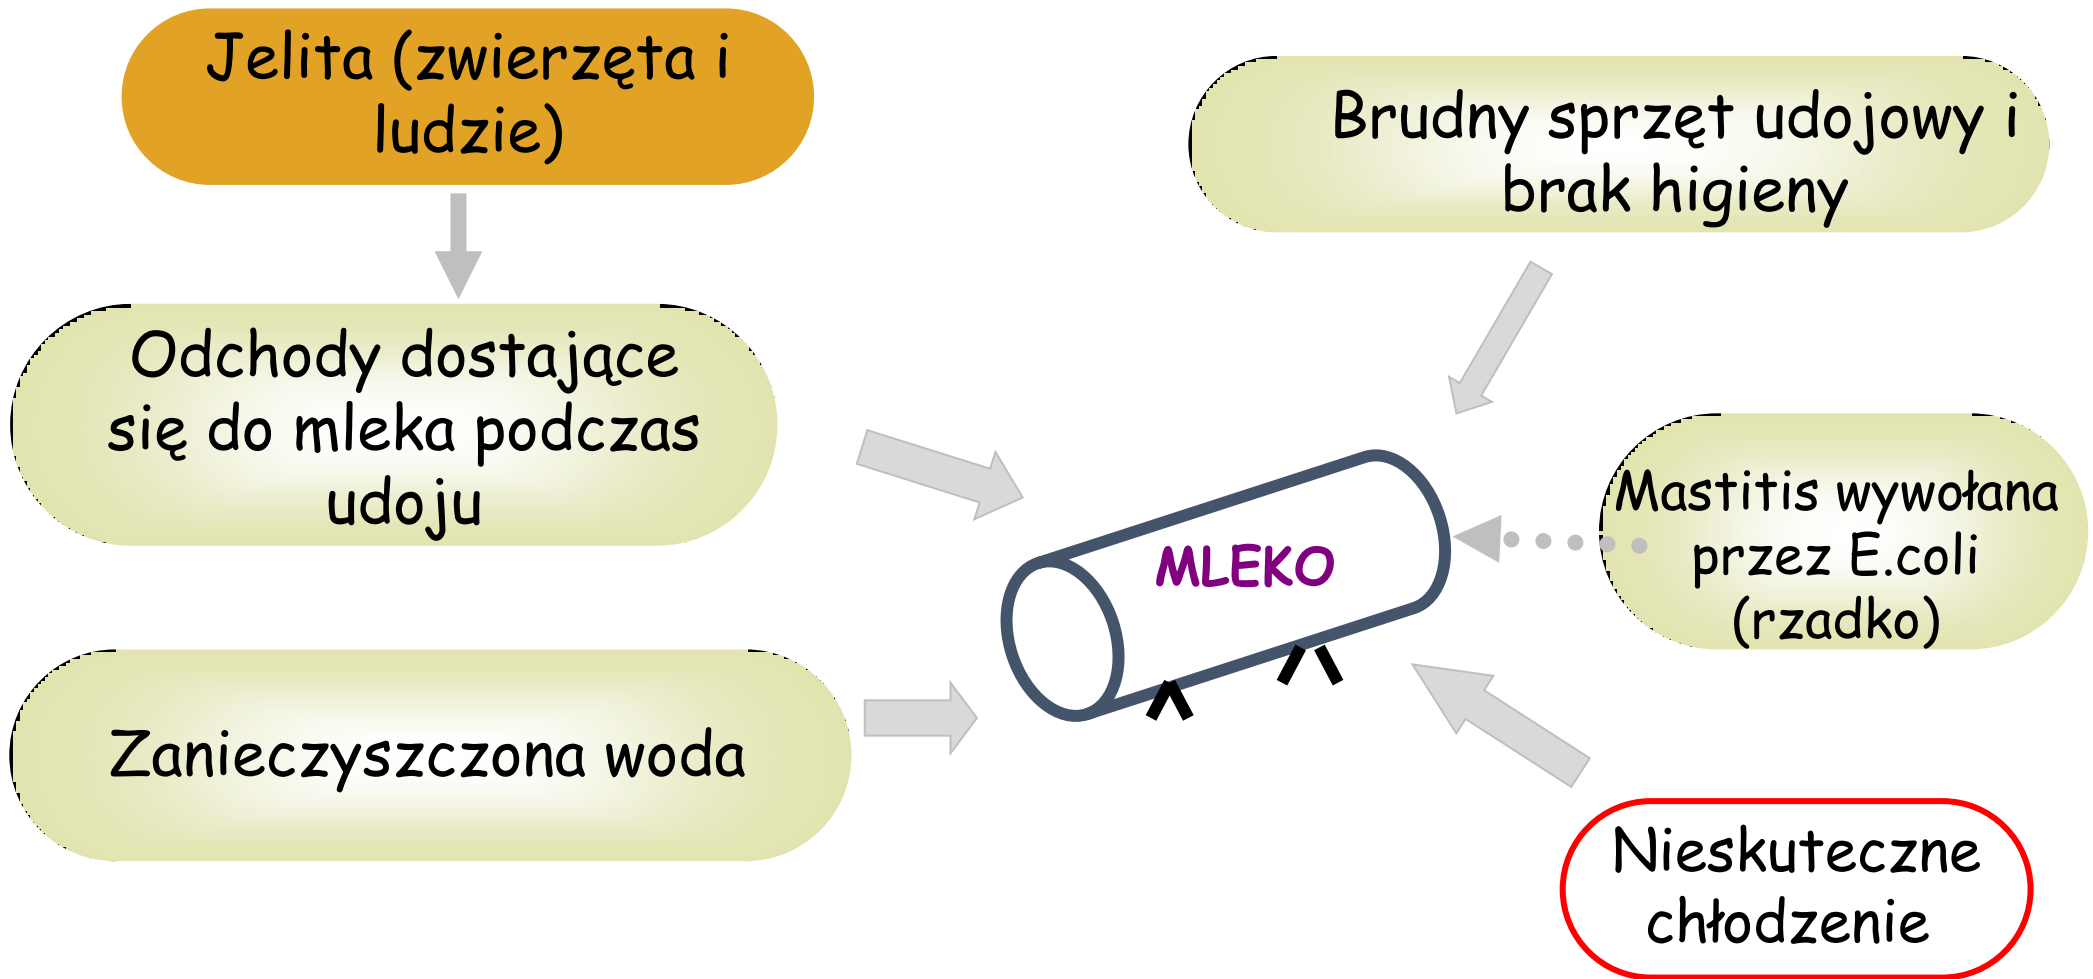 Jelita (zwierzęta i
ludzie)
Brudny sprzęt udojowy i
brak higieny
Odchody dostające
się do mleka podczas
udoju
MLEKO
Mastitis wywołana
przez E.coli
(rzadko)
Zanieczyszczona woda
Nieskuteczne
chłodzenie